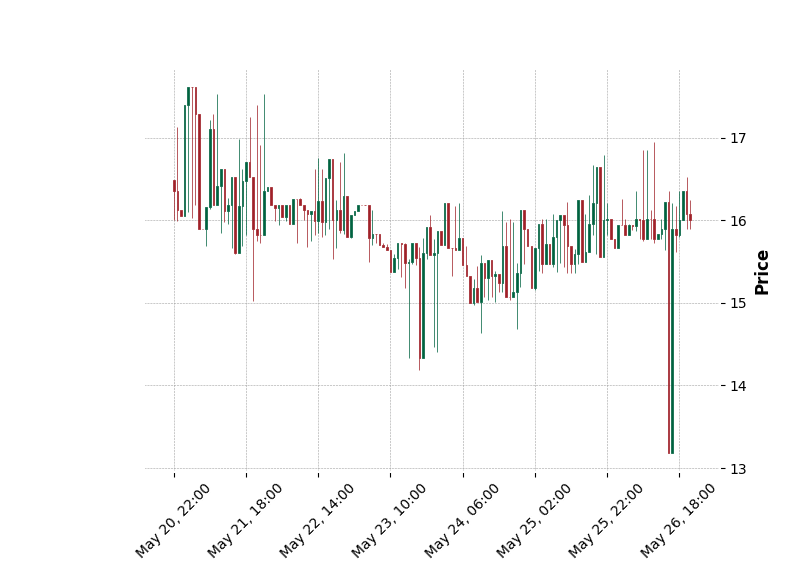 17
16
15
14
13
Price
May 20, 22:00
May 21, 18:00
May 22, 14:00
May 23, 10:00
May 24, 06:00
May 25, 02:00
May 25, 22:00
May 26, 18:00